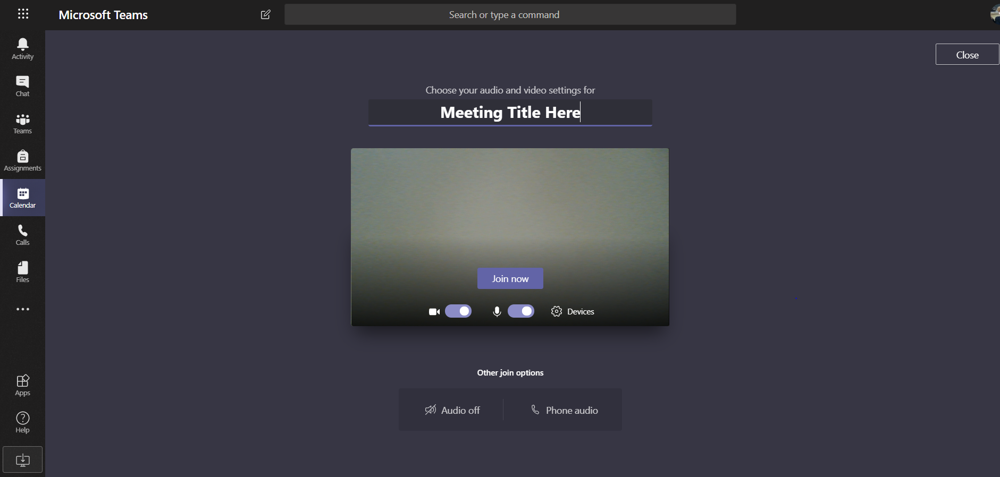 Microsoft Teams
Search or type a command
Activity
Chat
Teams
Assignments
Calendar
Calls
Files
Apps
Help
Close
Choose your audio and video settings for
Meeting Title Here
Join now
Devices
Other join options
Audio off
Phone audio